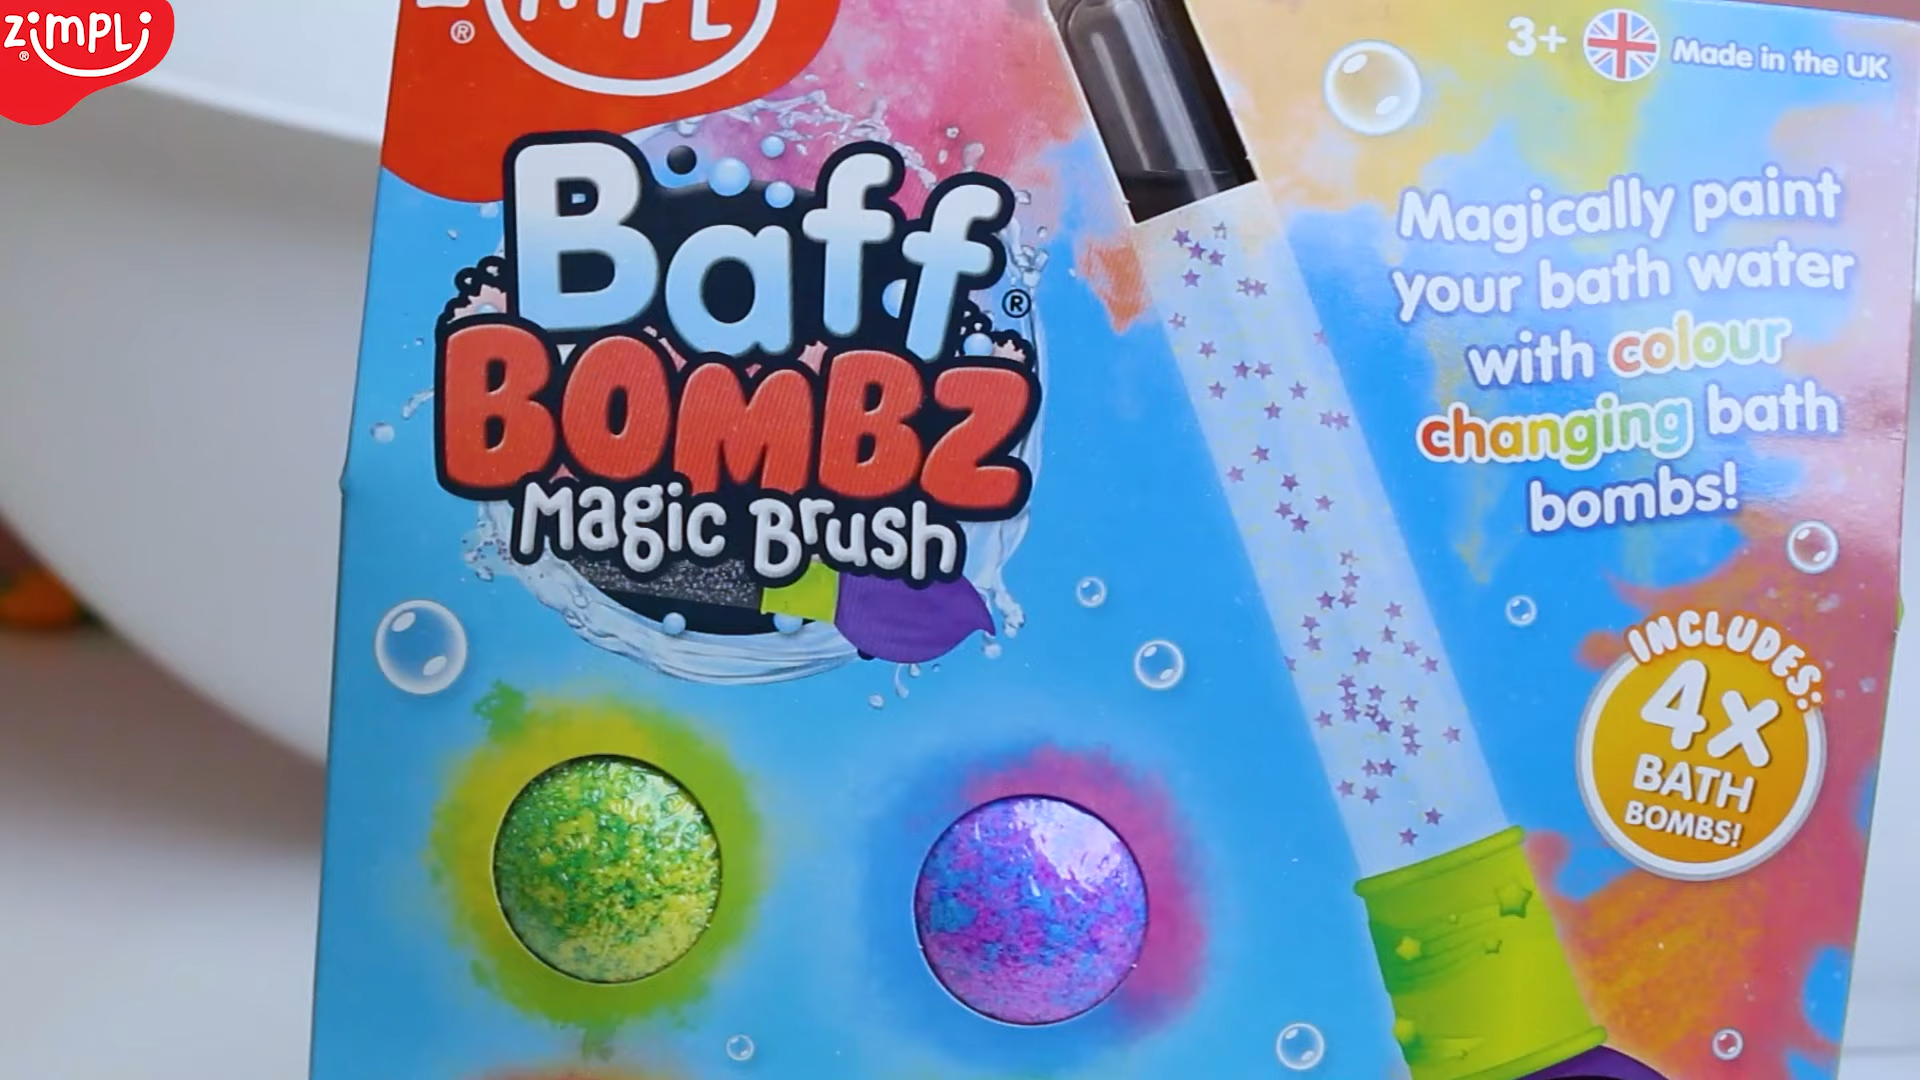 ZiMPLi
®
ZiMPLi
®
3+ Made in the UK
Baff
®
BOMBZ
Magic Brush
Magically paint
your bath water
with colour
changing bath
bombs!
INCLUDES:
4x
BATH
BOMBS!